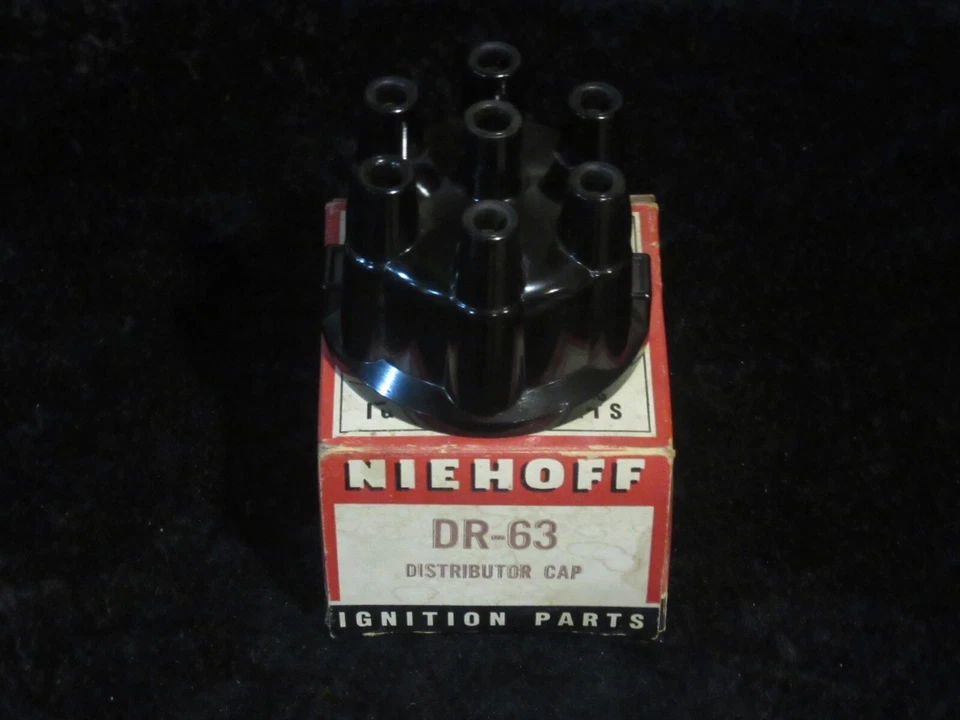 NIEHOFF
DR-63
DISTRIBUTOR CAP
IGNITION PARTS